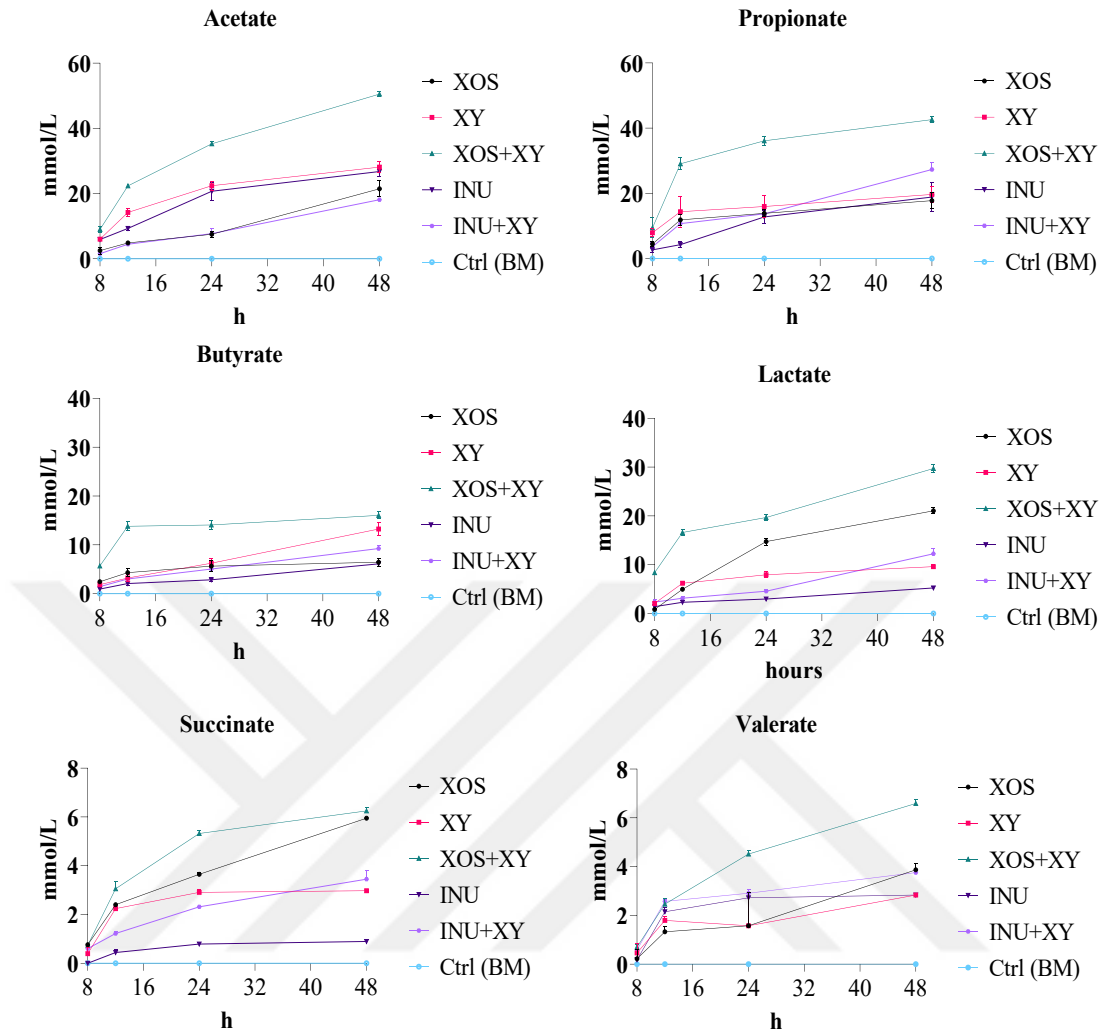 Acetate
60
40
20
0
8
16
24
32
40
48
mmol/L
h
XOS
XY
XOS+XY
INU
INU+XY
Ctrl (BM)
Propionate
60
40
20
0
8
16
24
32
40
48
mmol/L
h
XOS
XY
XOS+XY
INU
INU+XY
Ctrl (BM)
Butyrate
40
30
20
10
0
8
16
24
32
40
48
mmol/L
h
XOS
XY
XOS+XY
INU
INU+XY
Ctrl (BM)
Lactate
40
30
20
10
0
8
16
24
32
40
48
mmol/L
hours
XOS
XY
XOS+XY
INU
INU+XY
Ctrl (BM)
Succinate
8
6
4
2
0
8
16
24
32
40
48
mmol/L
h
XOS
XY
XOS+XY
INU
INU+XY
Ctrl (BM)
Valerate
8
6
4
2
0
8
16
24
32
40
48
mmol/L
h
XOS
XY
XOS+XY
INU
INU+XY
Ctrl (BM)